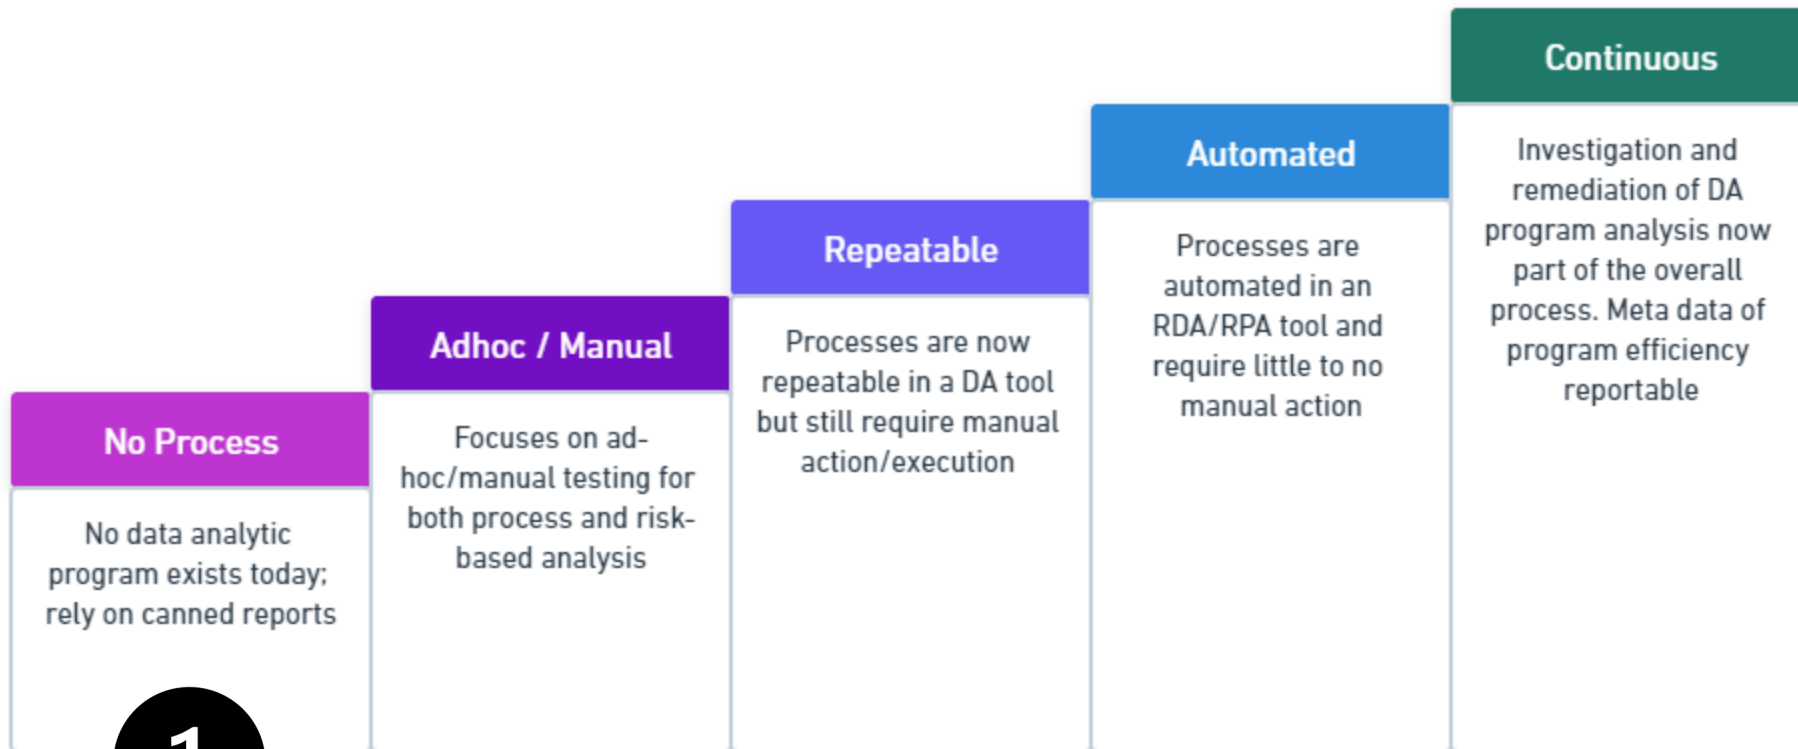 No Process
No data analytic
program exists today;
rely on canned reports
1
Adhoc / Manual
Focuses on ad-
hoc/manual testing for
both process and risk-
based analysis
Repeatable
Processes are now
repeatable in a DA tool
but still require manual
action/execution
Automated
Processes are
automated in an
RDA/RPA tool and
require little to no
manual action
Continuous
Investigation and
remediation of DA
program analysis now
part of the overall
process. Meta data of
program efficiency
reportable